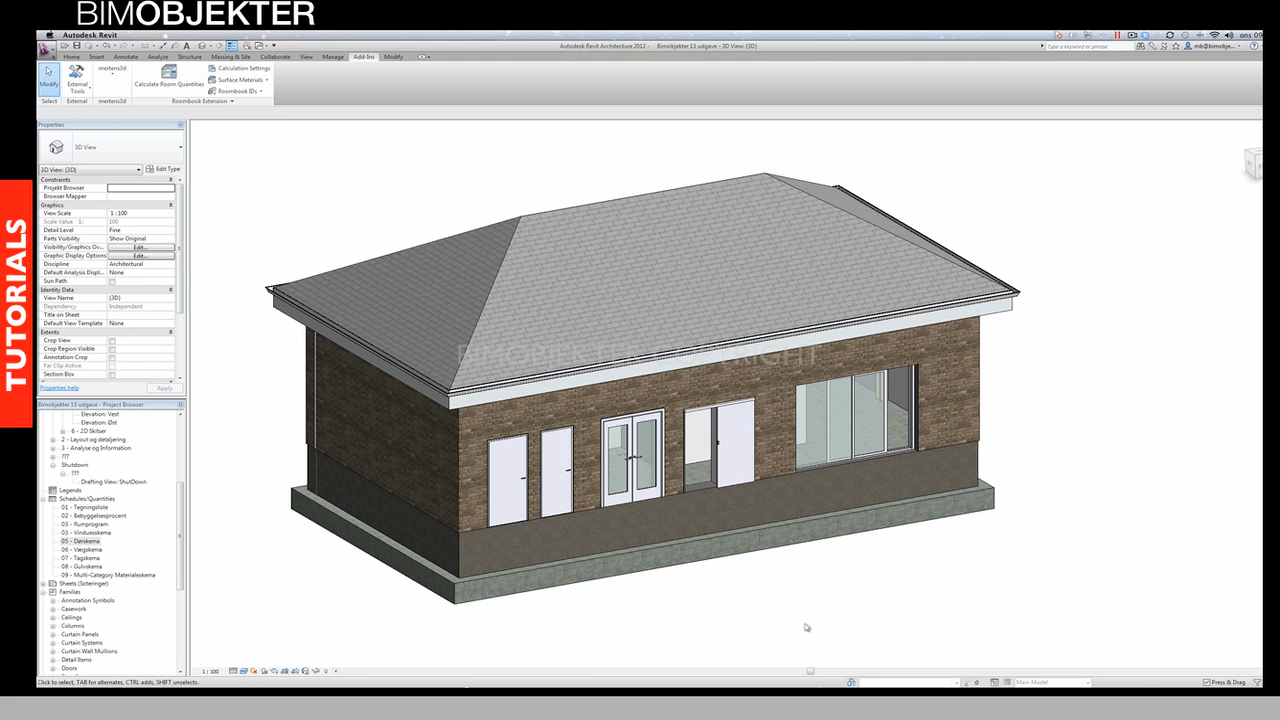 BIMOBJEKTER
TUTORIALS
Autodesk Revit
ons 09
Autodesk Revit Architecture 2012 - Bimobjekter 13 udgave - 3D View: {3D}
Type a keyword or phrase
mb@bimobje...
Home Insert Annotate Analyze Structure Massing & Site Collaborate View Manage Add-Ins Modify
Modify
External Tools
mertens3d
Calculate Room Quantities
Calculation Settings
Surface Materials
Roombook IDs
Select External mertens3d Roombook Extension
Properties
3D View
3D View: {3D} Edit Type
Constraints
Projekt Browser
Browser Mapper
Graphics
View Scale 1 : 100
Scale Value 1: 100
Detail Level Fine
Parts Visibility Show Original
Visibility/Graphics Ov... Edit...
Graphic Display Options Edit...
Discipline Architectural
Default Analysis Displ... None
Sun Path
Identity Data
View Name {3D}
Dependency Independent
Title on Sheet
Default View Template None
Extents
Crop View
Crop Region Visible
Annotation Crop
Far Clip Active
Section Box
Properties help Apply
Bimobjekter 13 udgave - Project Browser
Elevation: Vest
Elevation: Øst
6 - 2D Skitser
2 - Layout og detaljering
3 - Analyse og Information
???
Shutdown
???
Drafting View: ShutDown
Legends
Schedules/Quantities
01 - Tegningsliste
02 - Bebyggelsesprocent
03 - Rumprogram
03 - Vinduesskema
05 - Dørskema
06 - Vægskema
07 - Tagskema
08 - Gulvskema
09 - Multi-Category Materialeskema
Sheets (Soteringer)
Families
Annotation Symbols
Casework
Ceilings
Columns
Curtain Panels
Curtain Systems
Curtain Wall Mullions
Detail Items
Doors
1 : 100
Click to select, TAB for alternates, CTRL adds, SHIFT unselects.
:0
Main Model
Press & Drag